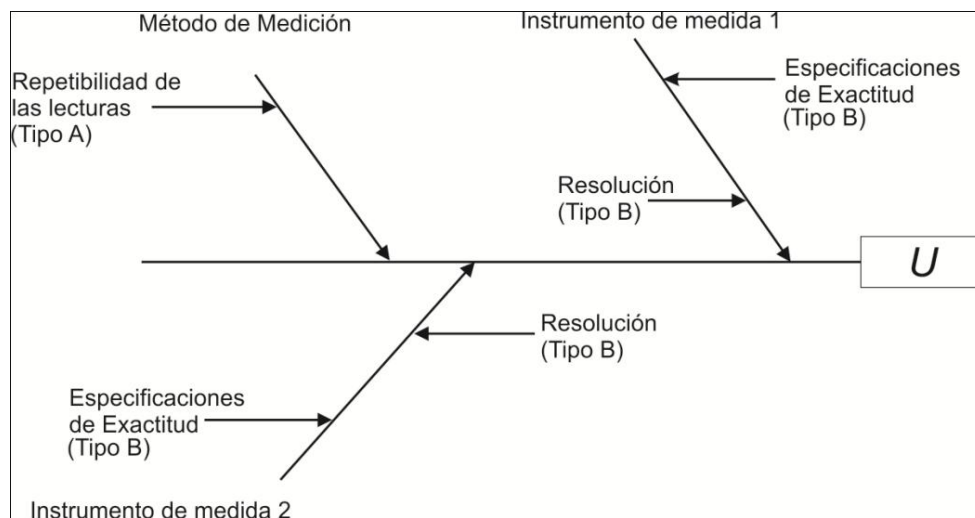 Método de Medición
Instrumento de medida 1
Repetibilidad de
las lecturas
(Tipo A)
Especificaciones
de Exactitud
(Tipo B)
Resolución
(Tipo B)
U
Resolución
(Tipo B)
Especificaciones
de Exactitud
(Tipo B)
Instrumento de medida 2